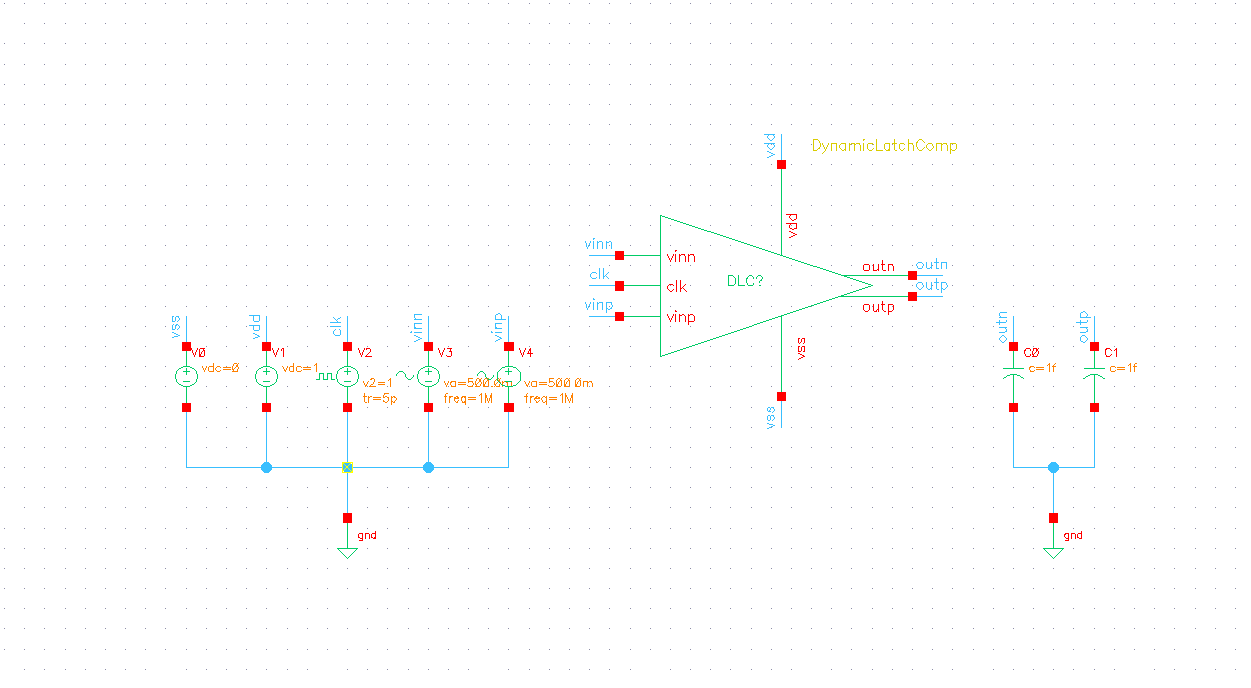 DynamicLatchComp
vdd
vdd
vinn
vinn
clk
clk
vinp
vinp
DLC?
outn
outn
outp
outp
vss
vss
vss
V0
vdc=0
vdd
V1
vdc=1
clk
V2
v2=1
tr=5p
vinn
V3
va=500.0m
freq=1M
vinp
V4
va=500.0m
freq=1M
gnd
outn
C0
c=1f
outp
C1
c=1f
gnd